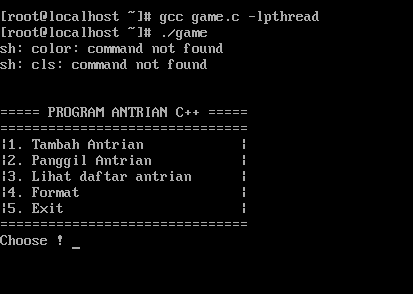 [root@localhost ~]# gcc game.c -lpthread
[root@localhost ~]# ./game
sh: color: command not found
sh: cls: command not found
===== PROGRAM ANTRIAN C++ =====
===============================
¦1. Tambah Antrian            ¦
¦2. Panggil Antrian           ¦
¦3. Lihat daftar antrian      ¦
¦4. Format                    ¦
¦5. Exit                      ¦
===============================
Choose ! _